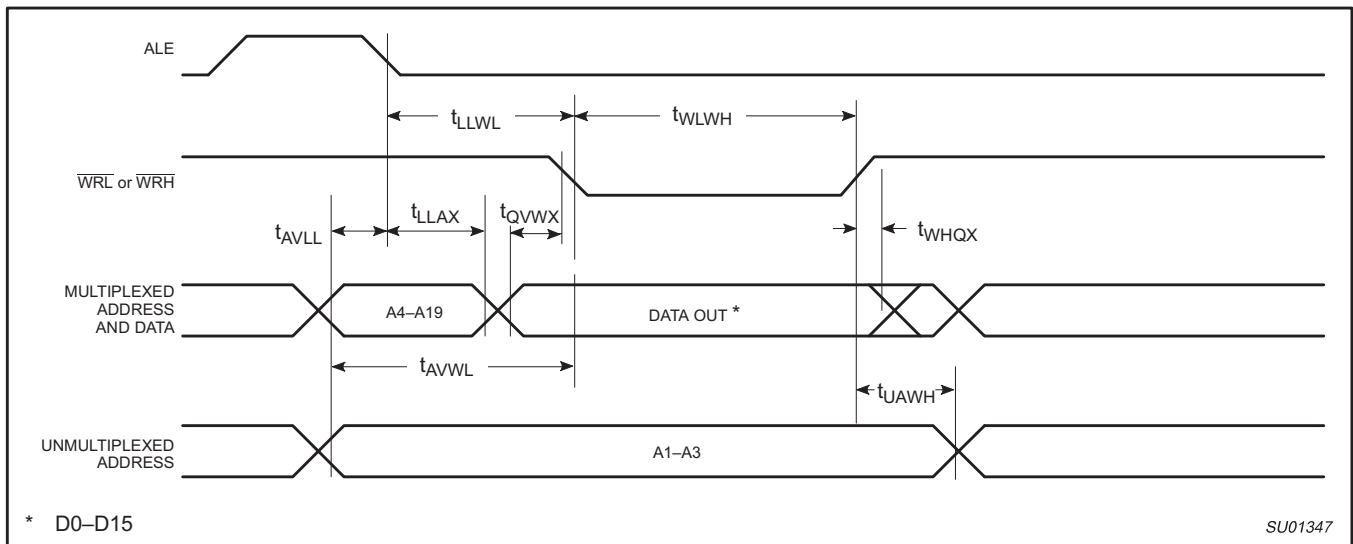 ALE
tLLWL
tWLWH
WRL or WRH
tAVLL
tLLAX
tQVWX
tWHQX
MULTIPLEXED
ADDRESS
AND DATA
A4–A19
DATA OUT *
tAVWL
tUAWH
UNMULTIPLEXED
ADDRESS
A1–A3
* D0–D15
SU01347